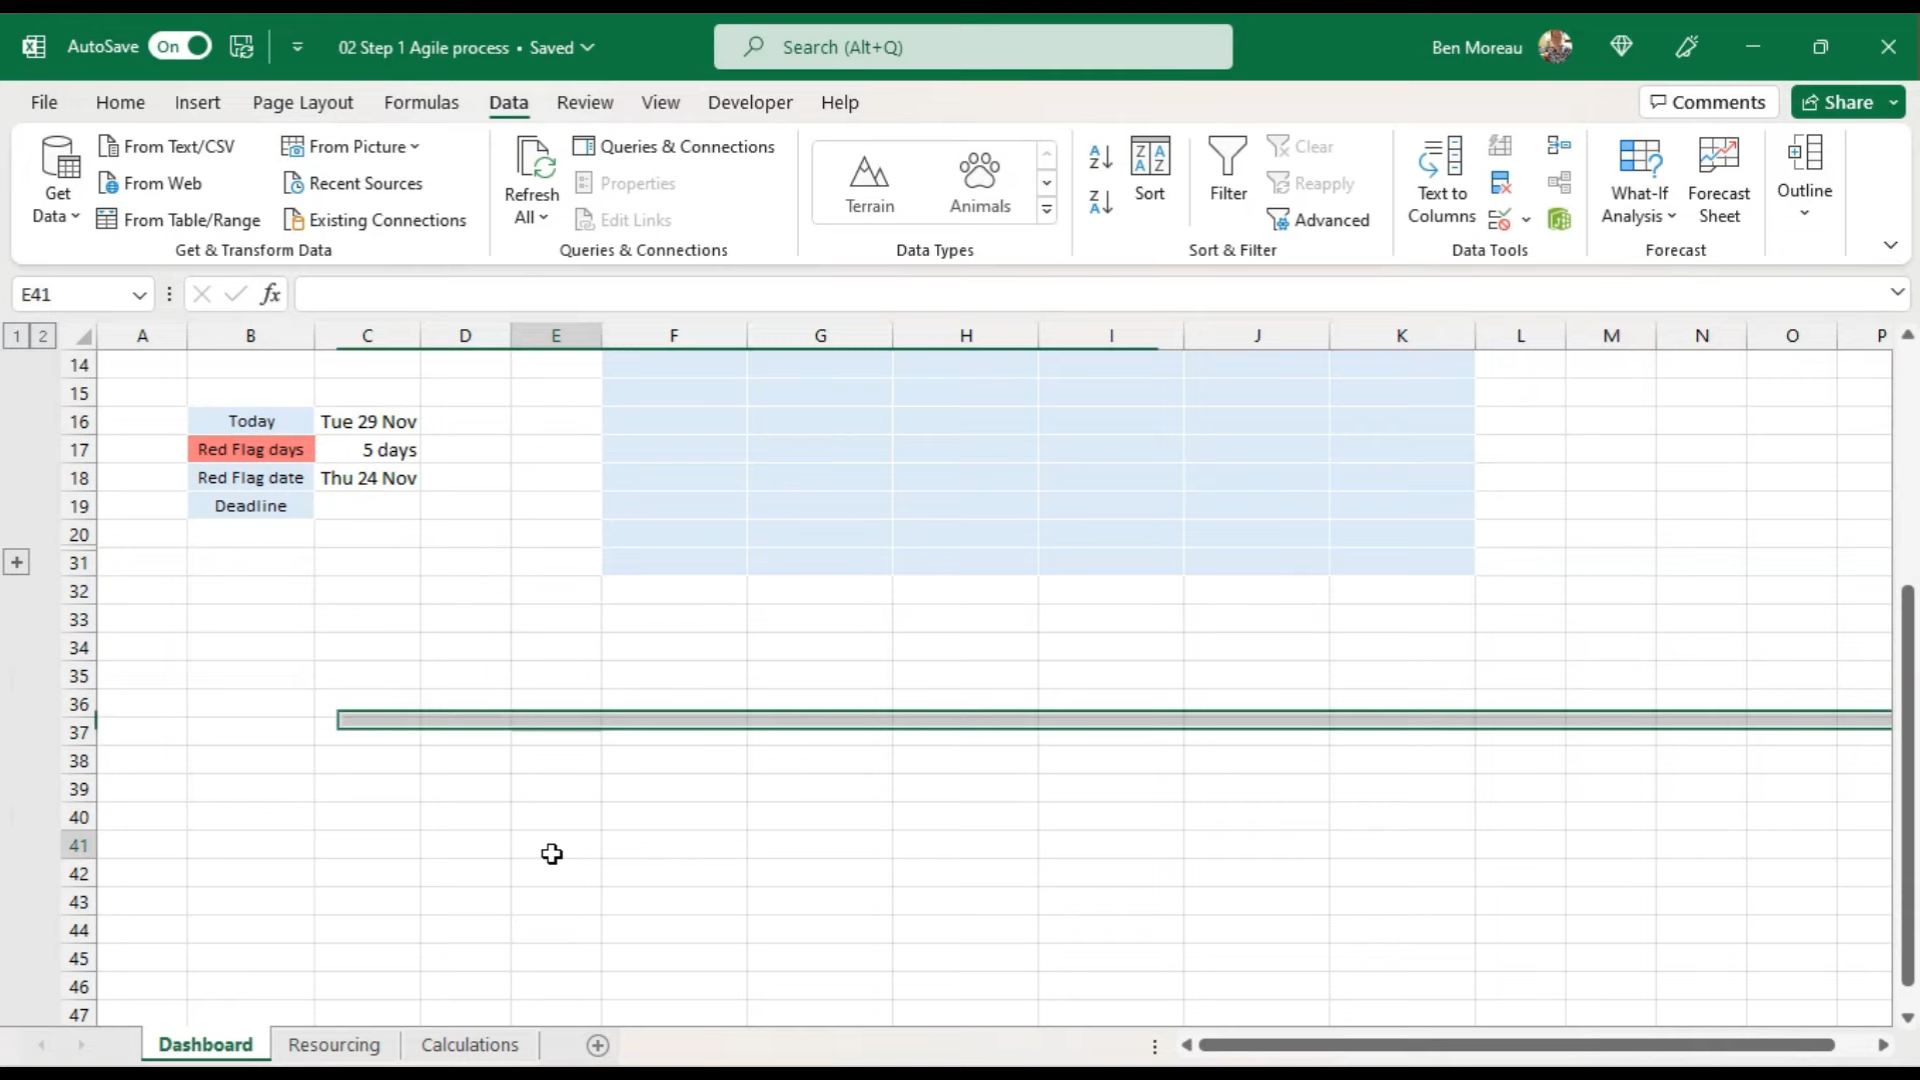 AutoSave On 02 Step 1 Agile process • Saved Search (Alt+Q) Ben Moreau
File Home Insert Page Layout Formulas Data Review View Developer Help Comments Share
Get Data
From Text/CSV
From Web
From Table/Range
From Picture
Recent Sources
Existing Connections
Get & Transform Data
Refresh All
Queries & Connections
Properties
Edit Links
Queries & Connections
Terrain Animals
Data Types
Sort
Filter
Clear
Reapply
Advanced
Sort & Filter
Text to Columns
Data Tools
What-If Analysis
Forecast Sheet
Forecast
Outline
E41 fx
1 2 A B C D E F G H I J K L M N O P
14
15
16 Today Tue 29 Nov
17 Red Flag days 5 days
18 Red Flag date Thu 24 Nov
19 Deadline
20
31
32
33
34
35
36
37
38
39
40
41
42
43
44
45
46
47
Dashboard Resourcing Calculations